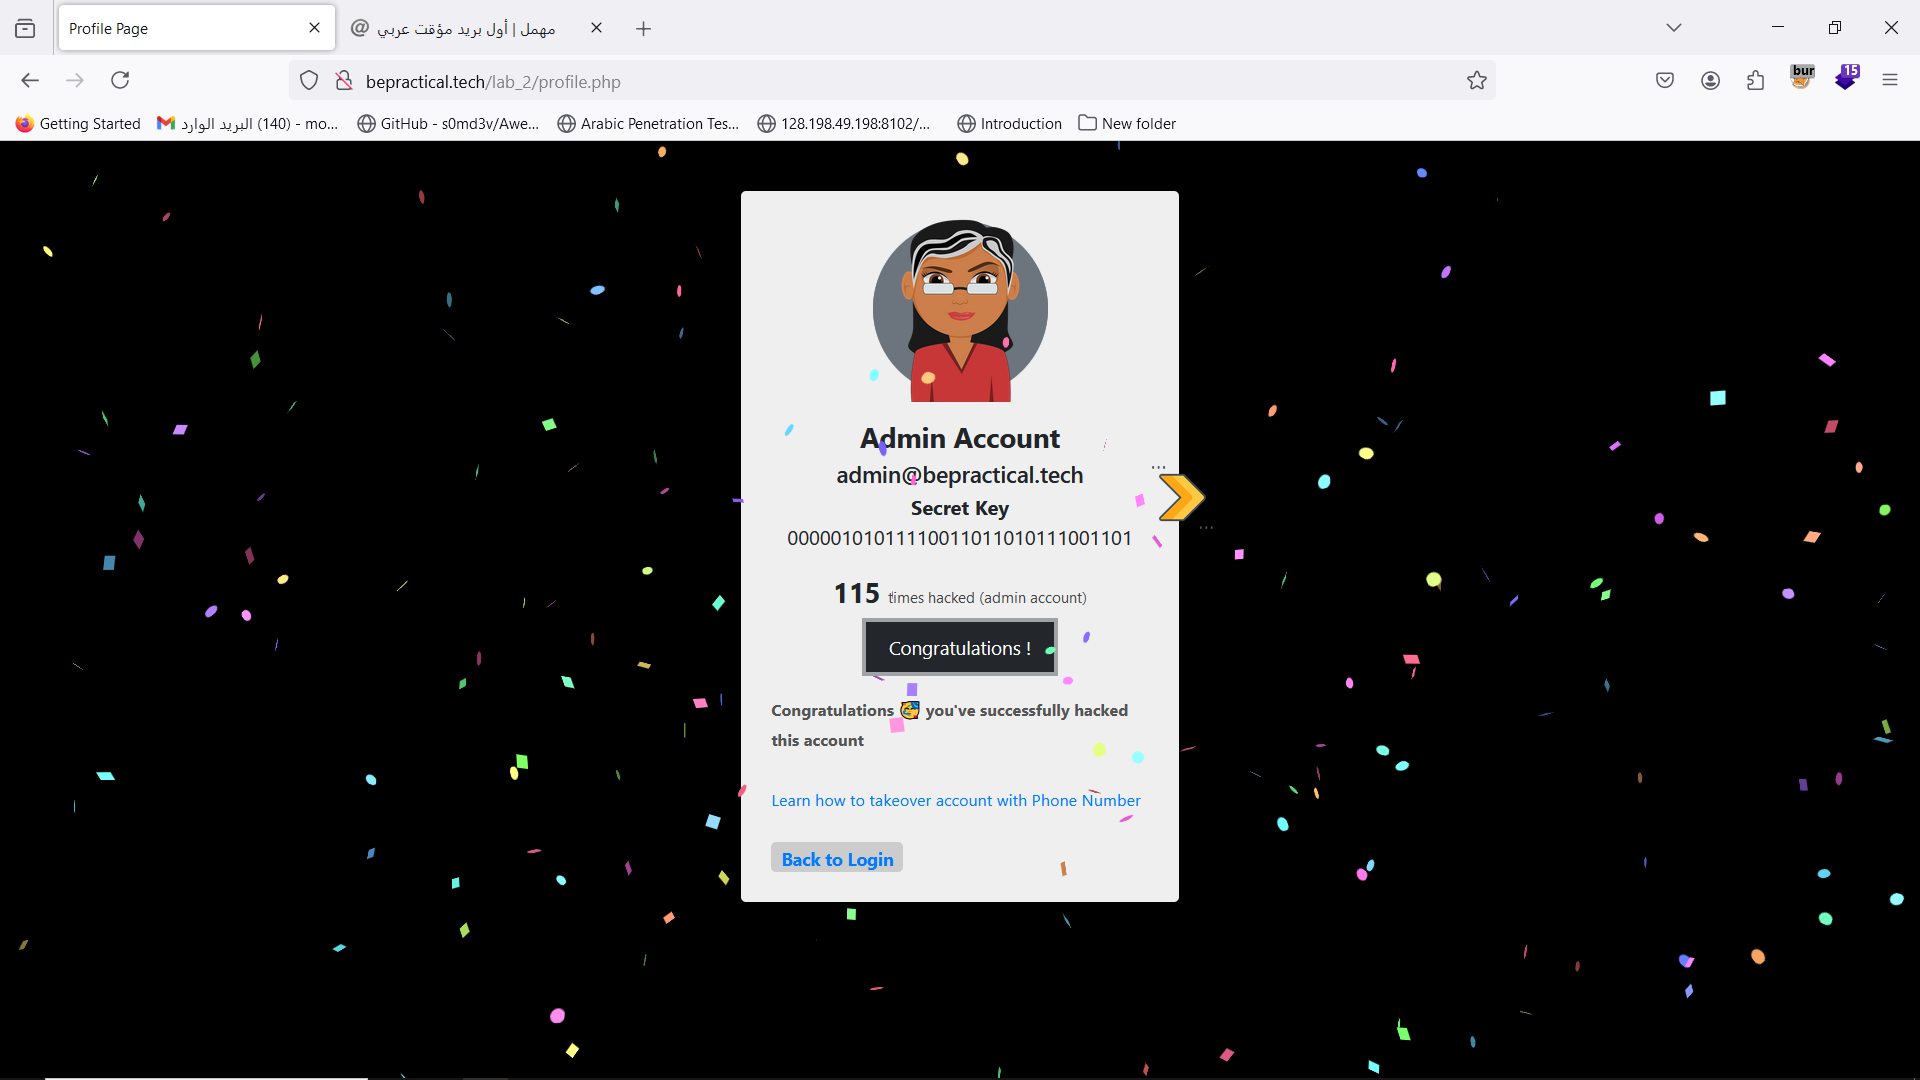 Profile Page
مهمل | أول بريد مؤقت عربي
bepractical.tech/lab_2/profile.php
bur
15
Getting Started
البريد الوارد (140) - mo...
GitHub - s0md3v/Awe...
Arabic Penetration Tes...
128.198.49.198:8102/...
Introduction
New folder
Admin Account
admin@bepractical.tech
Secret Key
00000101011110011011010111001101
115 times hacked (admin account)
Congratulations !
Congratulations 🥳 you've successfully hacked
this account
Learn how to takeover account with Phone Number
Back to Login